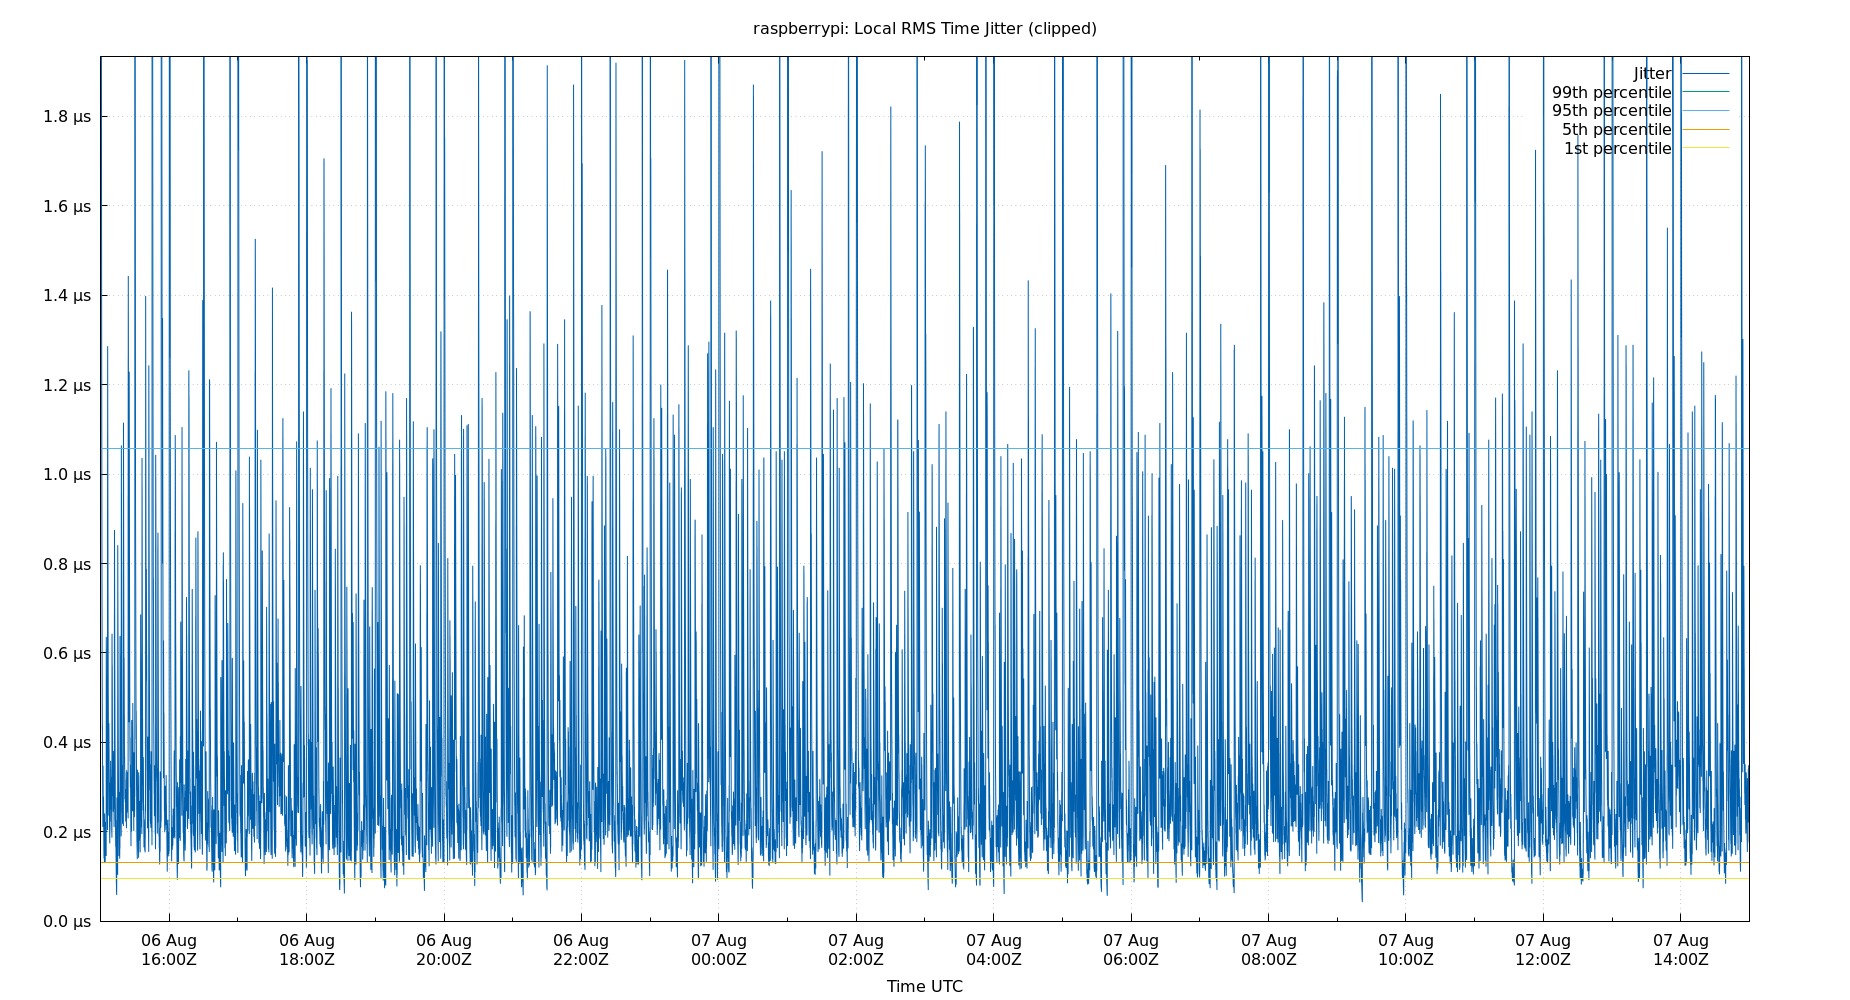 raspberrypi: Local RMS Time Jitter (clipped)
Jitter
99th percentile
95th percentile
5th percentile
1st percentile
1.8 µs
1.6 µs
1.4 µs
1.2 µs
1.0 µs
0.8 µs
0.6 µs
0.4 µs
0.2 µs
0.0 µs
06 Aug 06 Aug 06 Aug 06 Aug 07 Aug 07 Aug 07 Aug 07 Aug 07 Aug 07 Aug 07 Aug 07 Aug
16:00Z 18:00Z 20:00Z 22:00Z 00:00Z 02:00Z 04:00Z 06:00Z 08:00Z 10:00Z 12:00Z 14:00Z
Time UTC